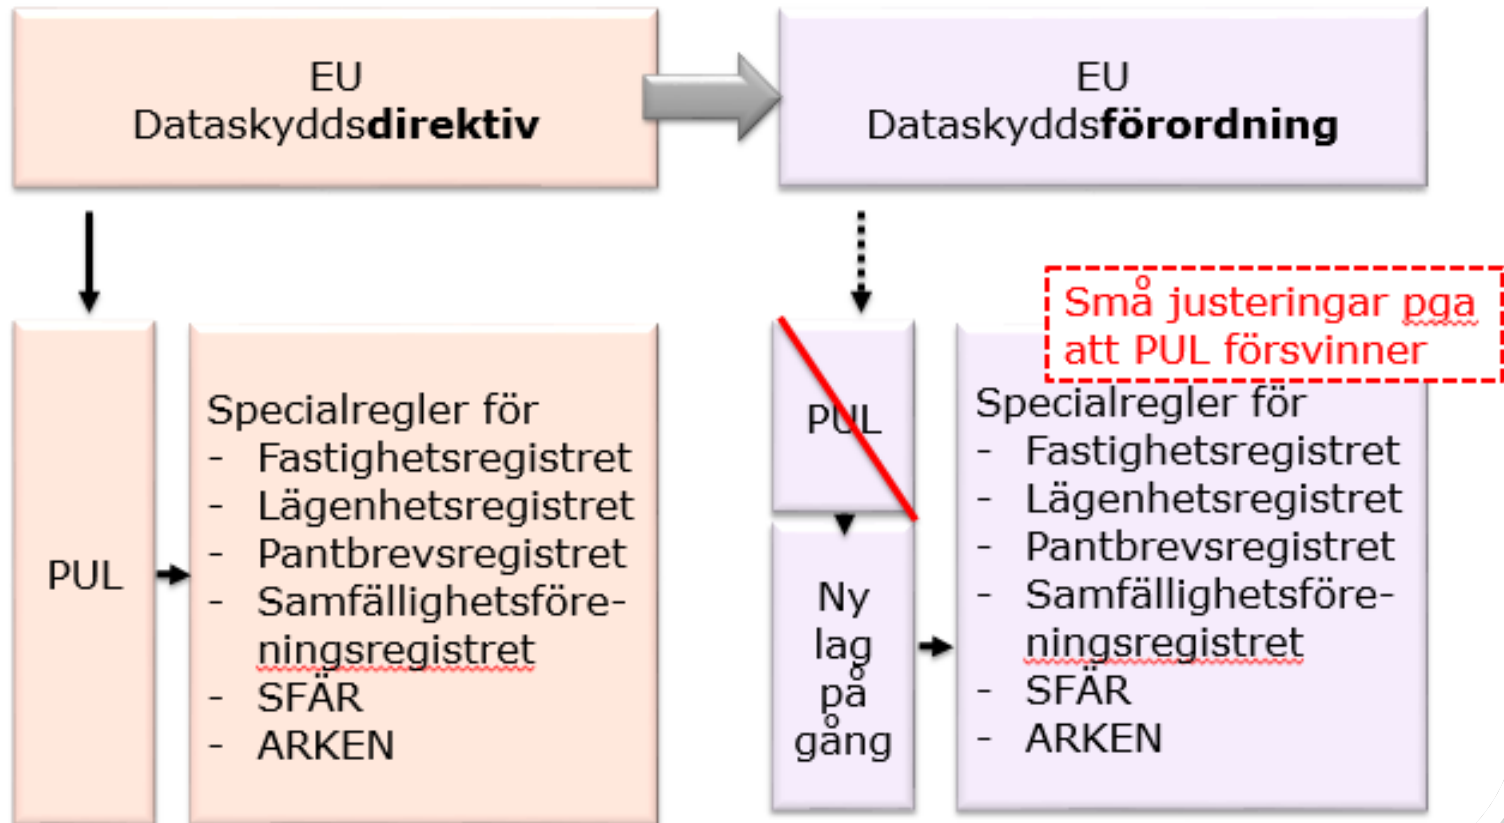 EU
Dataskyddsdirektiv
EU
Dataskyddsförordning
PUL
Specialregler för
- Fastighetsregistret
- Lägenhetsregistret
- Pantbrevsregistret
- Samfällighetsföre-
ningsregistret
- SFÄR
- ARKEN
PUL
Ny
lag
på
gång
Små justeringar pga
att PUL försvinner
Specialregler för
- Fastighetsregistret
- Lägenhetsregistret
- Pantbrevsregistret
- Samfällighetsföre-
ningsregistret
- SFÄR
- ARKEN